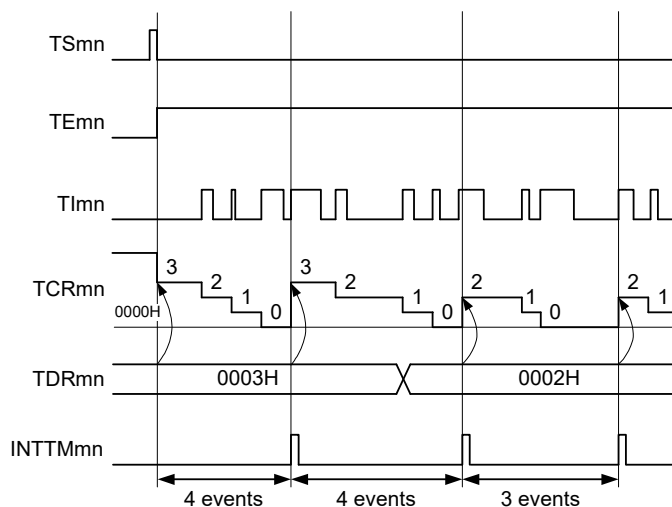 TSmn
TEmn
TImn
TCRmn
3 2 1 0 3 2 1 0 2 1 0 2 1
0000H
TDRmn
0003H 0002H
INTTMmn
4 events 4 events 3 events